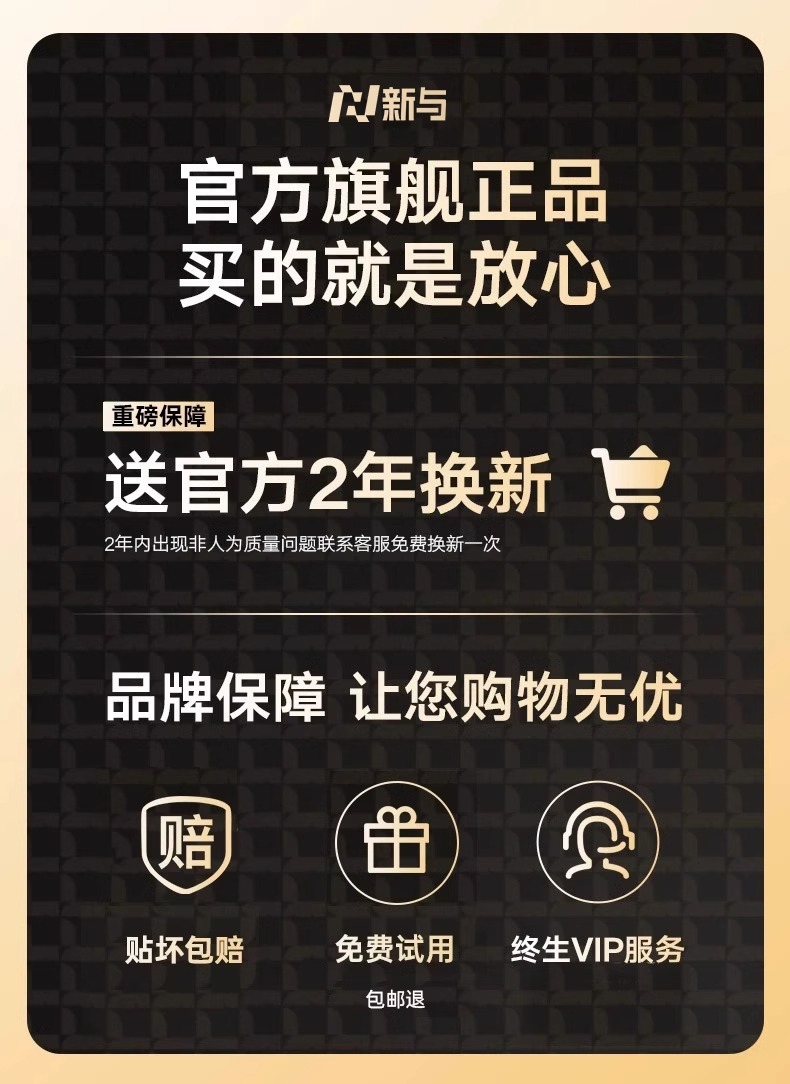 新与
官方旗舰正品
买的就是放心
重磅保障
送官方2年换新
2年内出现非人为质量问题联系客服免费换新一次
品牌保障 让您购物无优
赔
贴坏包赔
免费试用
终生VIP服务
包邮退